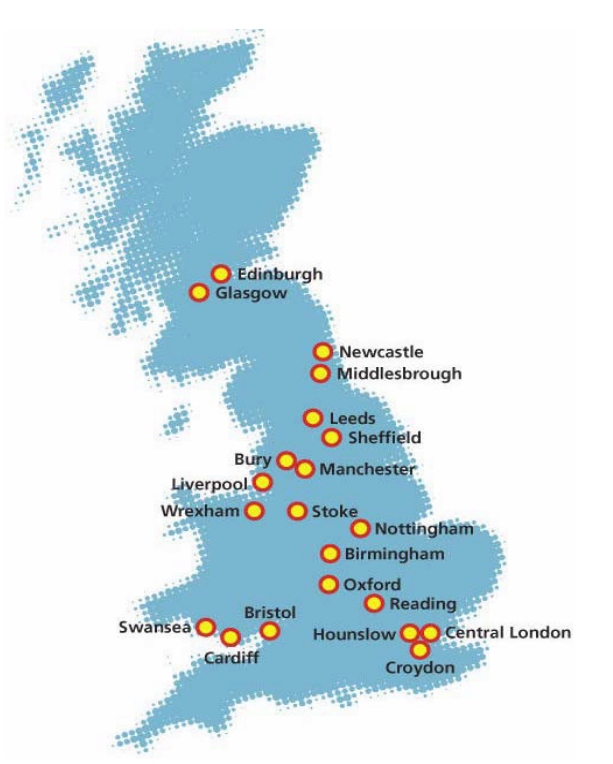 Edinburgh
Glasgow
Newcastle
Middlesbrough
Leeds
Sheffield
Bury
Manchester
Liverpool
Wrexham
Stoke
Nottingham
Birmingham
Oxford
Reading
Bristol
Swansea
Hounslow
Central London
Cardiff
Croydon